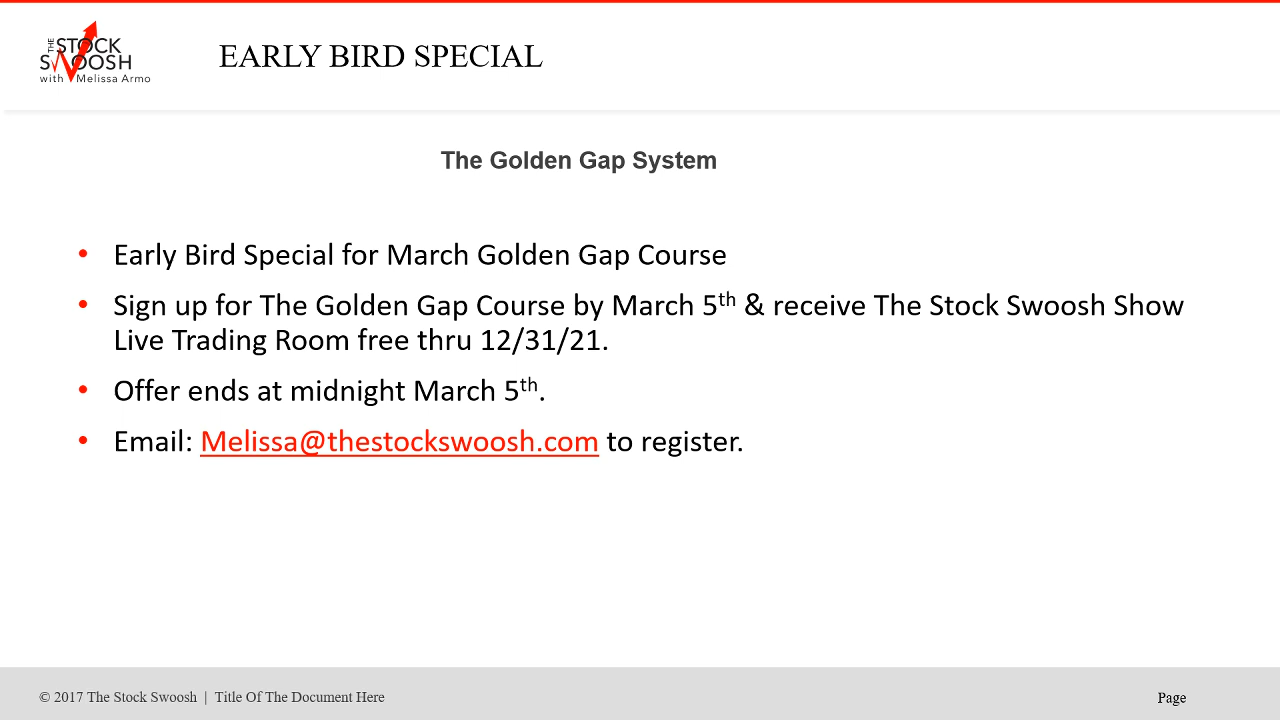 THE STOCK
SWOOSH
with Melissa Armo
EARLY BIRD SPECIAL
The Golden Gap System
• Early Bird Special for March Golden Gap Course
• Sign up for The Golden Gap Course by March 5th & receive The Stock Swoosh Show
Live Trading Room free thru 12/31/21.
• Offer ends at midnight March 5th.
• Email: Melissa@thestockswoosh.com to register.
© 2017 The Stock Swoosh | Title Of The Document Here
Page